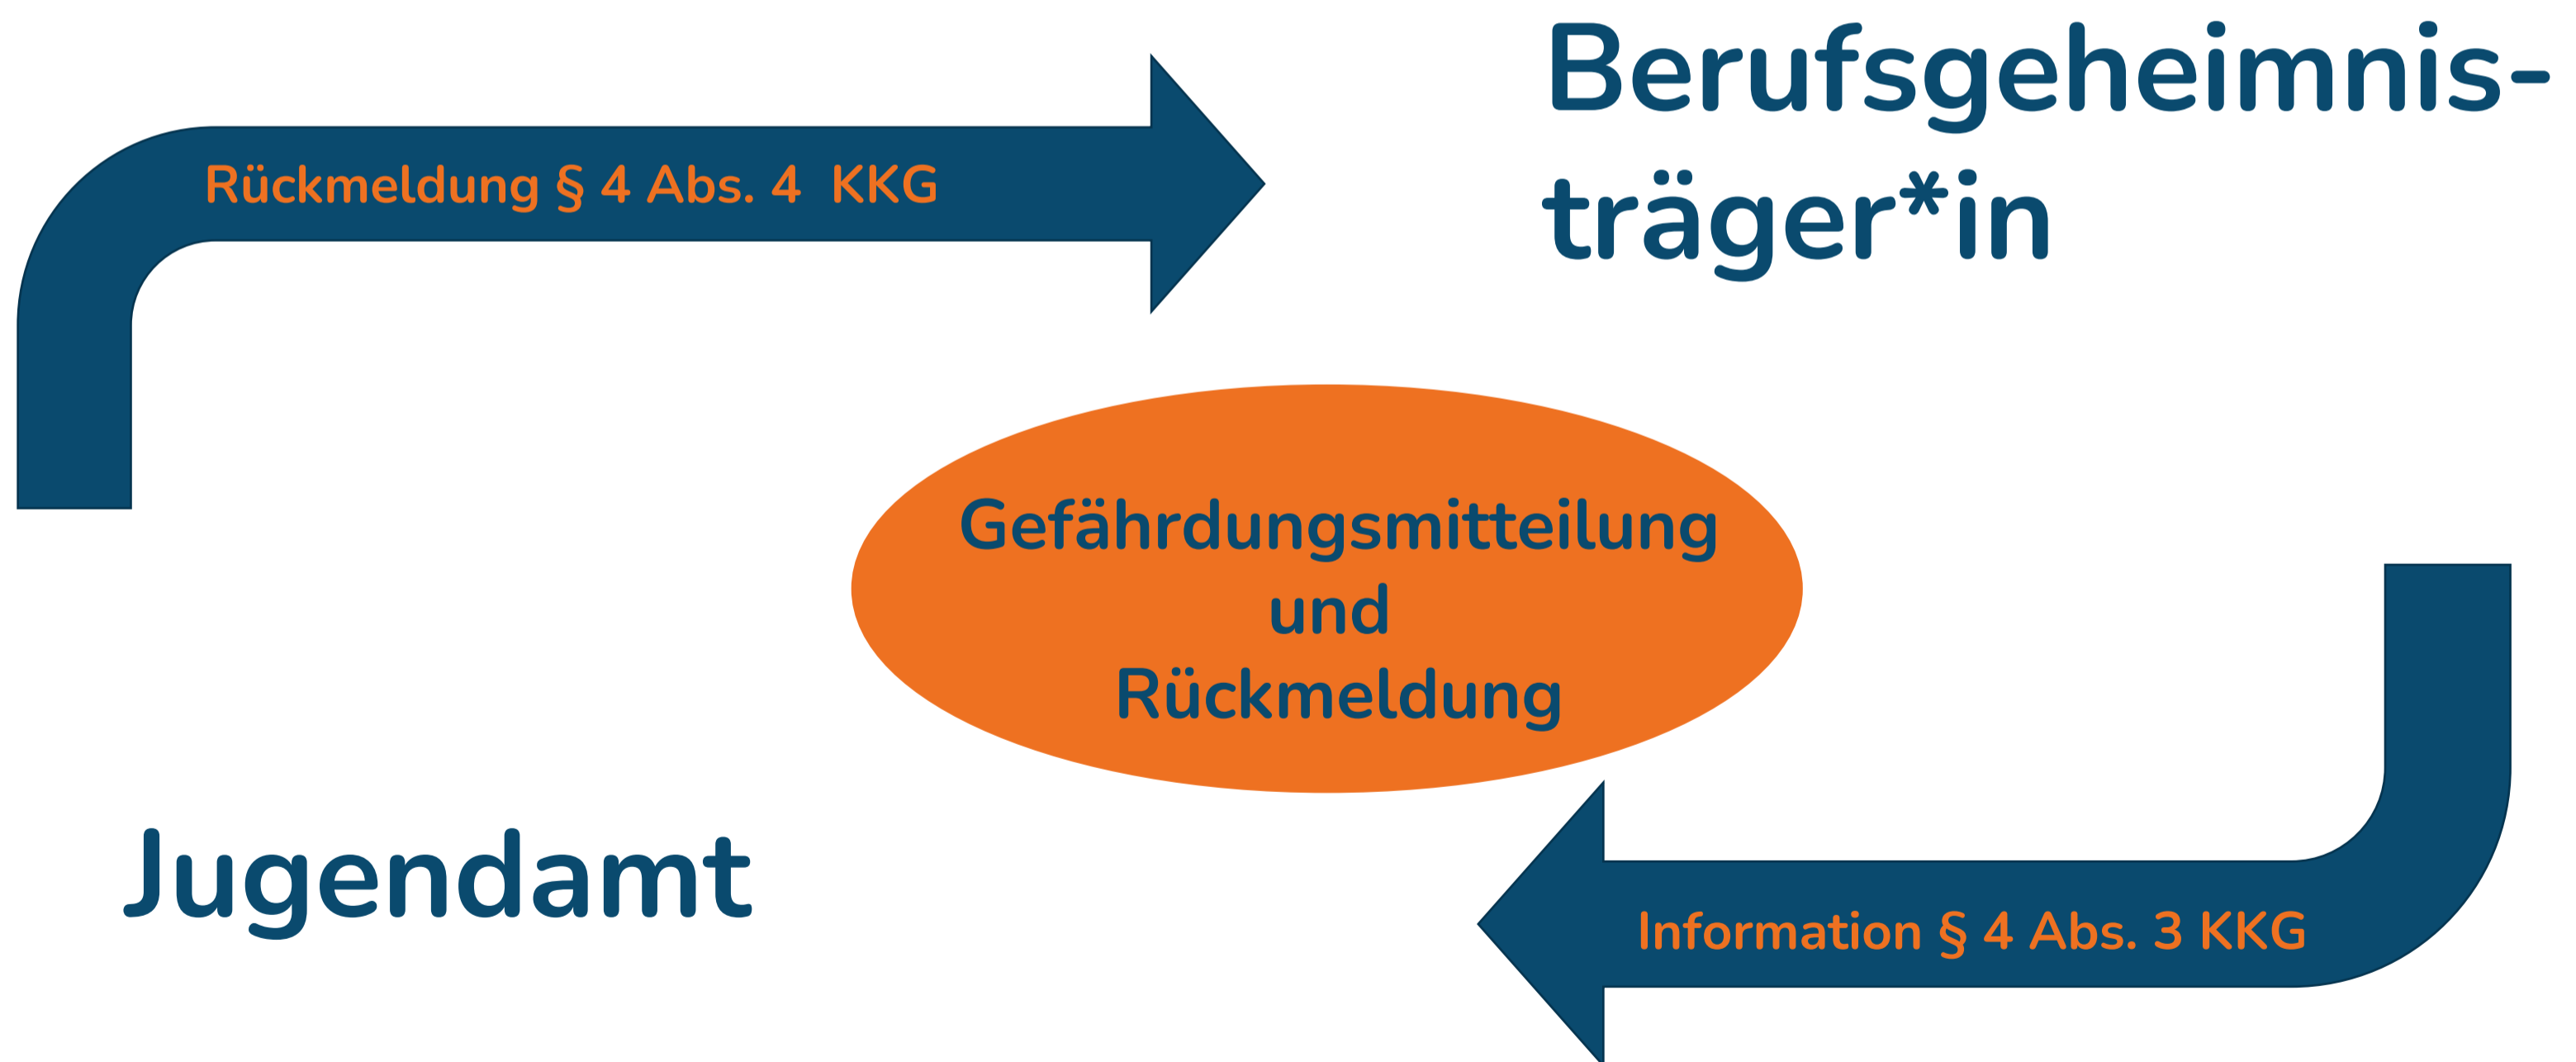 Berufsgeheimnis-
träger*in
Rückmeldung § 4 Abs. 4  KKG
Gefährdungsmitteilung
und
Rückmeldung
Jugendamt
Information § 4 Abs. 3 KKG